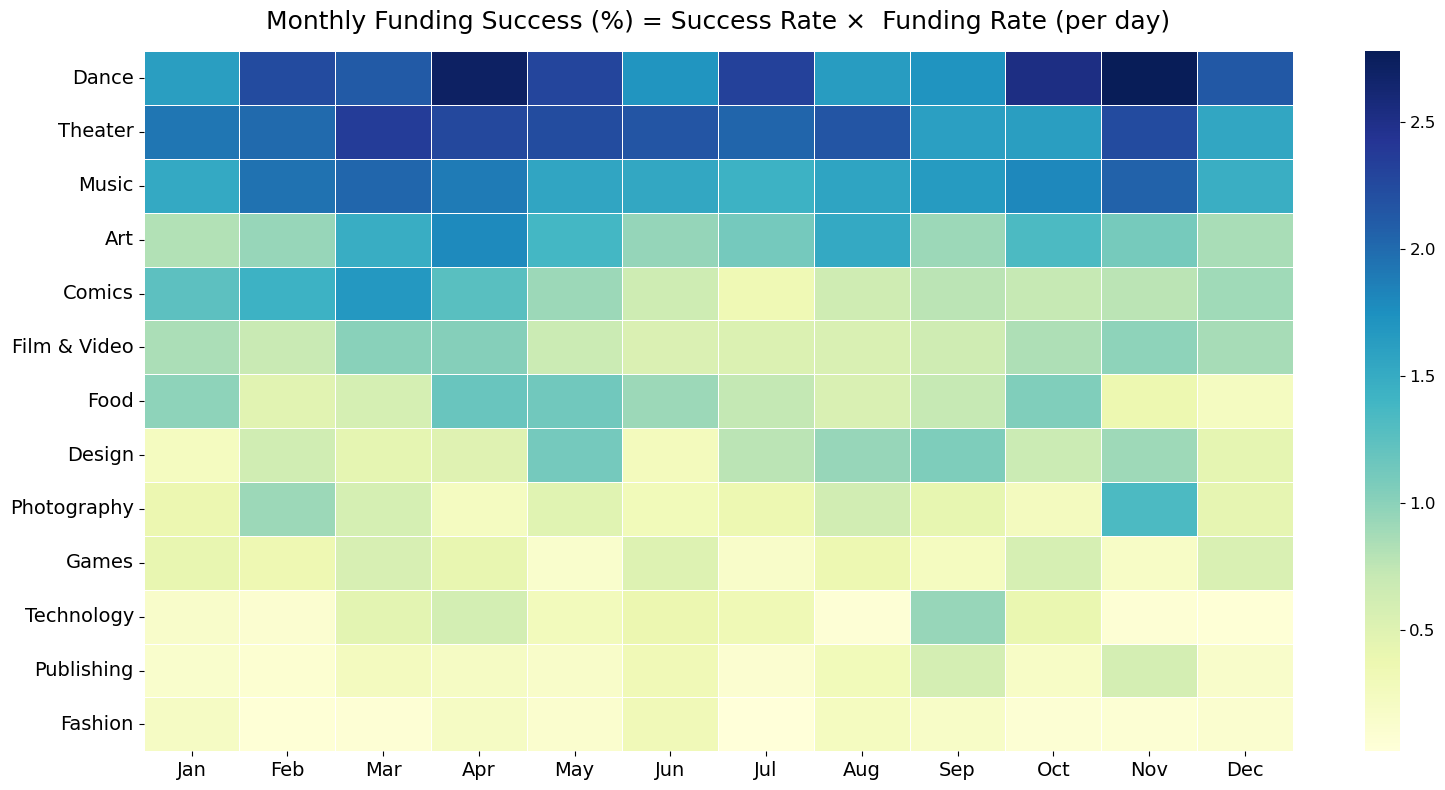 Monthly Funding Success (%) = Success Rate ×  Funding Rate (per day)
Dance
Theater
Music
Art
Comics
Film & Video
Food
Design
Photography
Games
Technology
Publishing
Fashion
Jan Feb Mar Apr May Jun Jul Aug Sep Oct Nov Dec
2.5
2.0
1.5
1.0
0.5